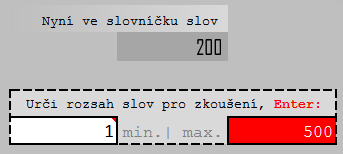 Nyní ve slovníčku slov
200
Urči rozsah slov pro zkoušení, Enter:
1 min.| max. 500